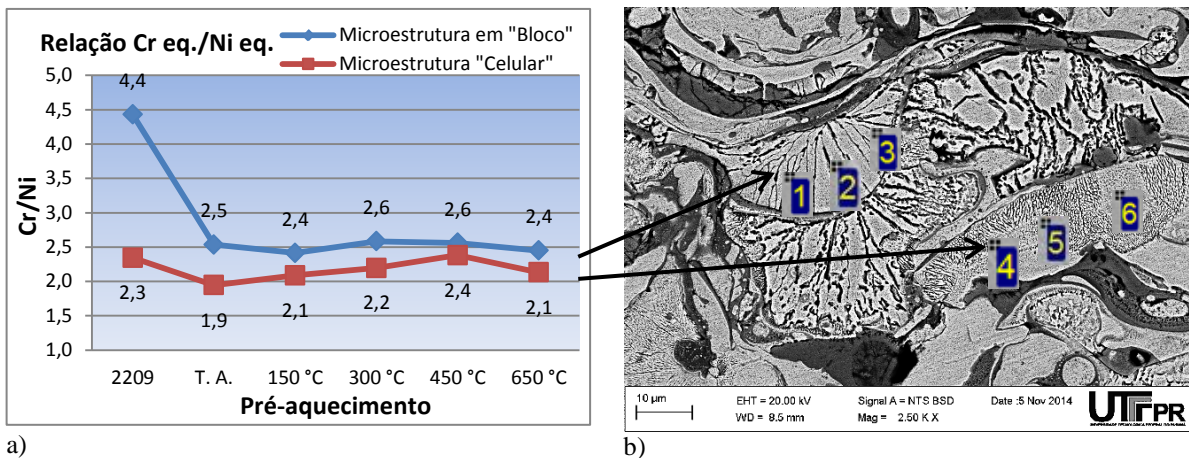 Relação Cr eq./Ni eq.
Microestrutura em "Bloco"
Microestrutura "Celular"
Cr/Ni
5,0
4,5
4,0
3,5
3,0
2,5
2,0
1,5
1,0
4,4
2,5
2,4
2,6
2,6
2,4
2,3
1,9
2,1
2,2
2,4
2,1
2209
T. A.
150 °C
300 °C
450 °C
650 °C
Pré-aquecimento
a)
1
2
3
4
5
6
10 µm
EHT = 20.00 kV
Signal A = NTS BSD
Date :5 Nov 2014
WD = 8.5 mm
Mag = 2.50 K X
UTFPR
b)